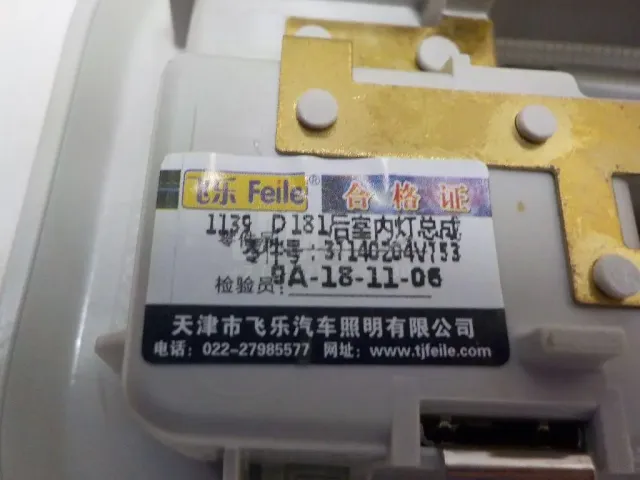 飞乐 Feile® 合格证
1139 D181后室内灯总成
零件号:37140204V153
检验员: 9A-18-11-06
天津市飞乐汽车照明有限公司
电话: 022-27985577 网址: www.tjfeile.com